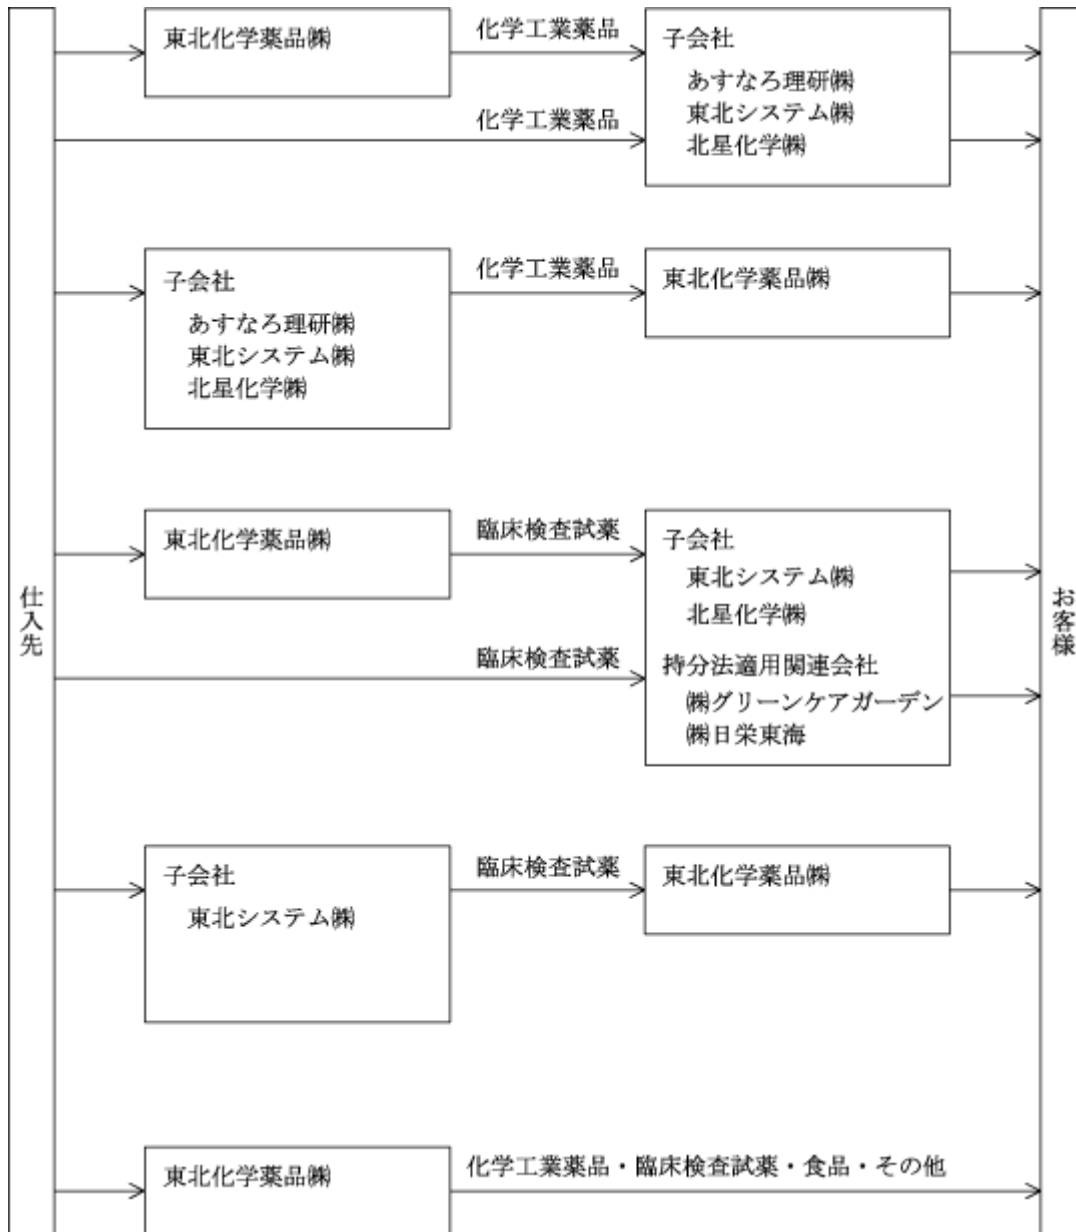 仕入先
東北化学薬品㈱
化学工業薬品
子会社
あすなろ理研㈱
東北システム㈱
北星化学㈱
化学工業薬品
子会社
あすなろ理研㈱
東北システム㈱
北星化学㈱
化学工業薬品
東北化学薬品㈱
東北化学薬品㈱
臨床検査試薬
子会社
東北システム㈱
北星化学㈱
臨床検査試薬
持分法適用関連会社
㈱グリーンケアガーデン
㈱日栄東海
子会社
東北システム㈱
臨床検査試薬
東北化学薬品㈱
東北化学薬品㈱
化学工業薬品・臨床検査試薬・食品・その他
お客様